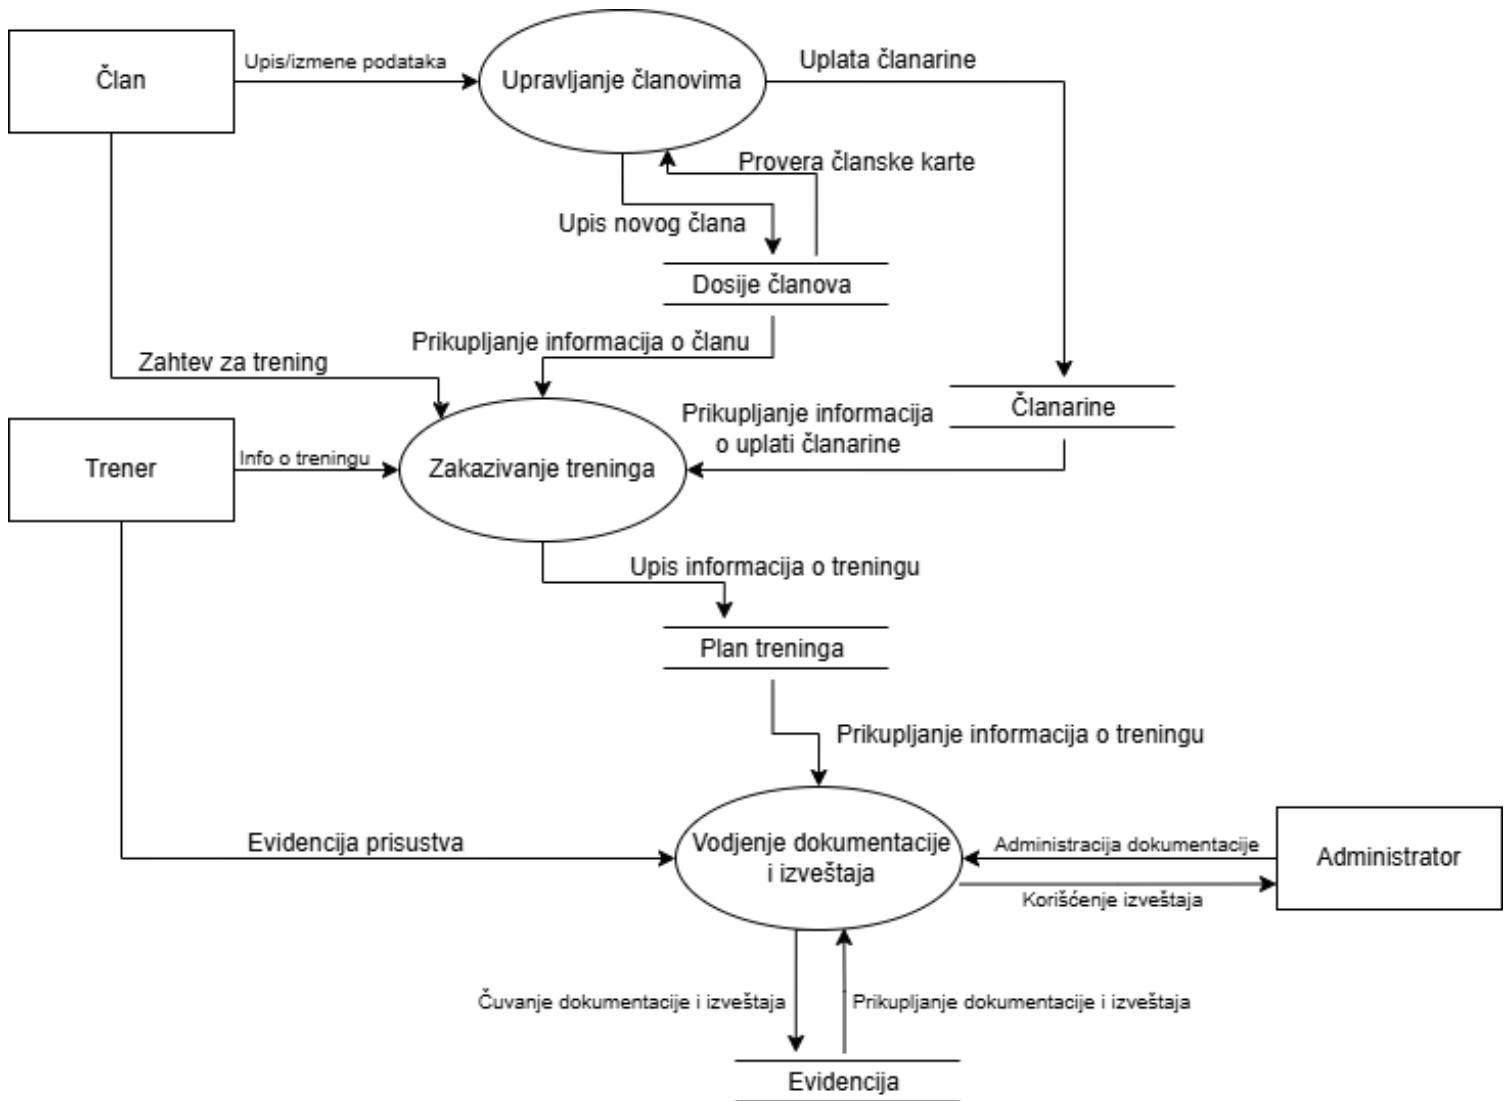 Član
Upis/izmene podataka
Upravljanje članovima
Uplata članarine
Provera članske karte
Upis novog člana
Dosije članova
Prikupljanje informacija o članu
Zahtev za trening
Članarine
Prikupljanje informacija
o uplati članarine
Trener
Info o treningu
Zakazivanje treninga
Upis informacija o treningu
Plan treninga
Prikupljanje informacija o treningu
Evidencija prisustva
Vodjenje dokumentacije
i izveštaja
Administracija dokumentacije
Administrator
Korišćenje izveštaja
Čuvanje dokumentacije i izveštaja
Prikupljanje dokumentacije i izveštaja
Evidencija